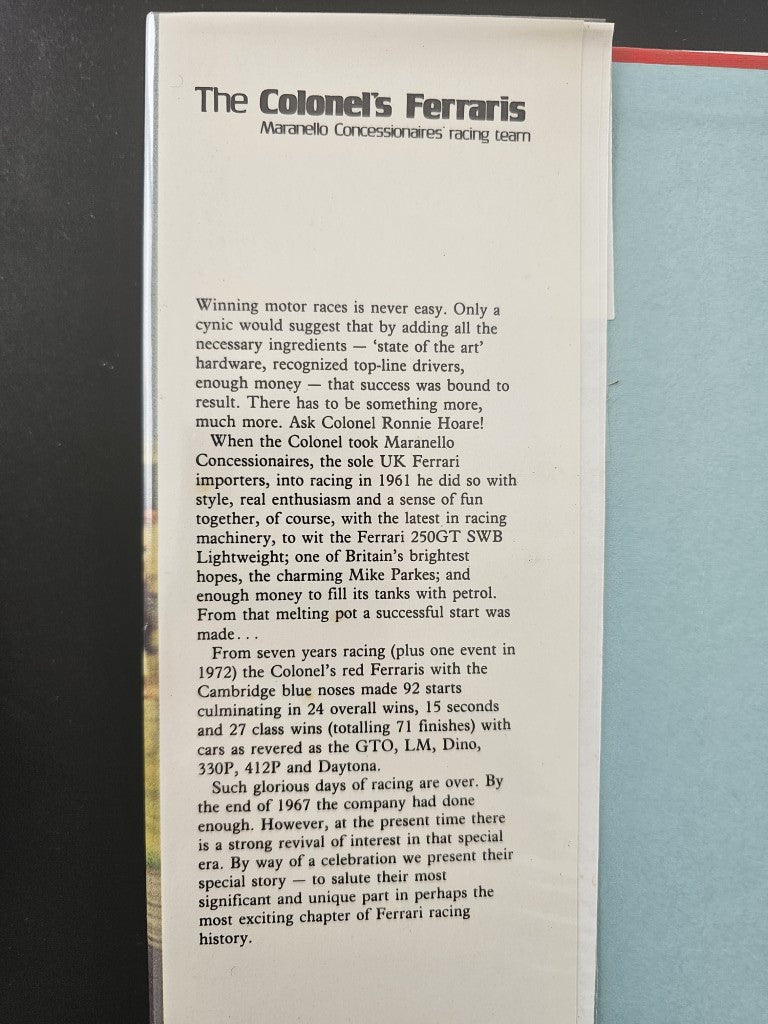 The Colonel's Ferraris
Maranello Concessionaires' racing team
Winning motor races is never easy. Only a
cynic would suggest that by adding all the
necessary ingredients — ‘state of the art’
hardware, recognized top-line drivers,
enough money — that success was bound to
result. There has to be something more,
much more. Ask Colonel Ronnie Hoare!
When the Colonel took Maranello
Concessionaires, the sole UK Ferrari
importers, into racing in 1961 he did so with
style, real enthusiasm and a sense of fun
together, of course, with the latest in racing
machinery, to wit the Ferrari 250GT SWB
Lightweight; one of Britain's brightest
hopes, the charming Mike Parkes; and
enough money to fill its tanks with petrol.
From that melting pot a successful start was
made...
From seven years racing (plus one event in
1972) the Colonel's red Ferraris with the
Cambridge blue noses made 92 starts
culminating in 24 overall wins, 15 seconds
and 27 class wins (totalling 71 finishes) with
cars as revered as the GTO, LM, Dino,
330P, 412P and Daytona.
Such glorious days of racing are over. By
the end of 1967 the company had done
enough. However, at the present time there
is a strong revival of interest in that special
era. By way of a celebration we present their
special story — to salute their most
significant and unique part in perhaps the
most exciting chapter of Ferrari racing
history.